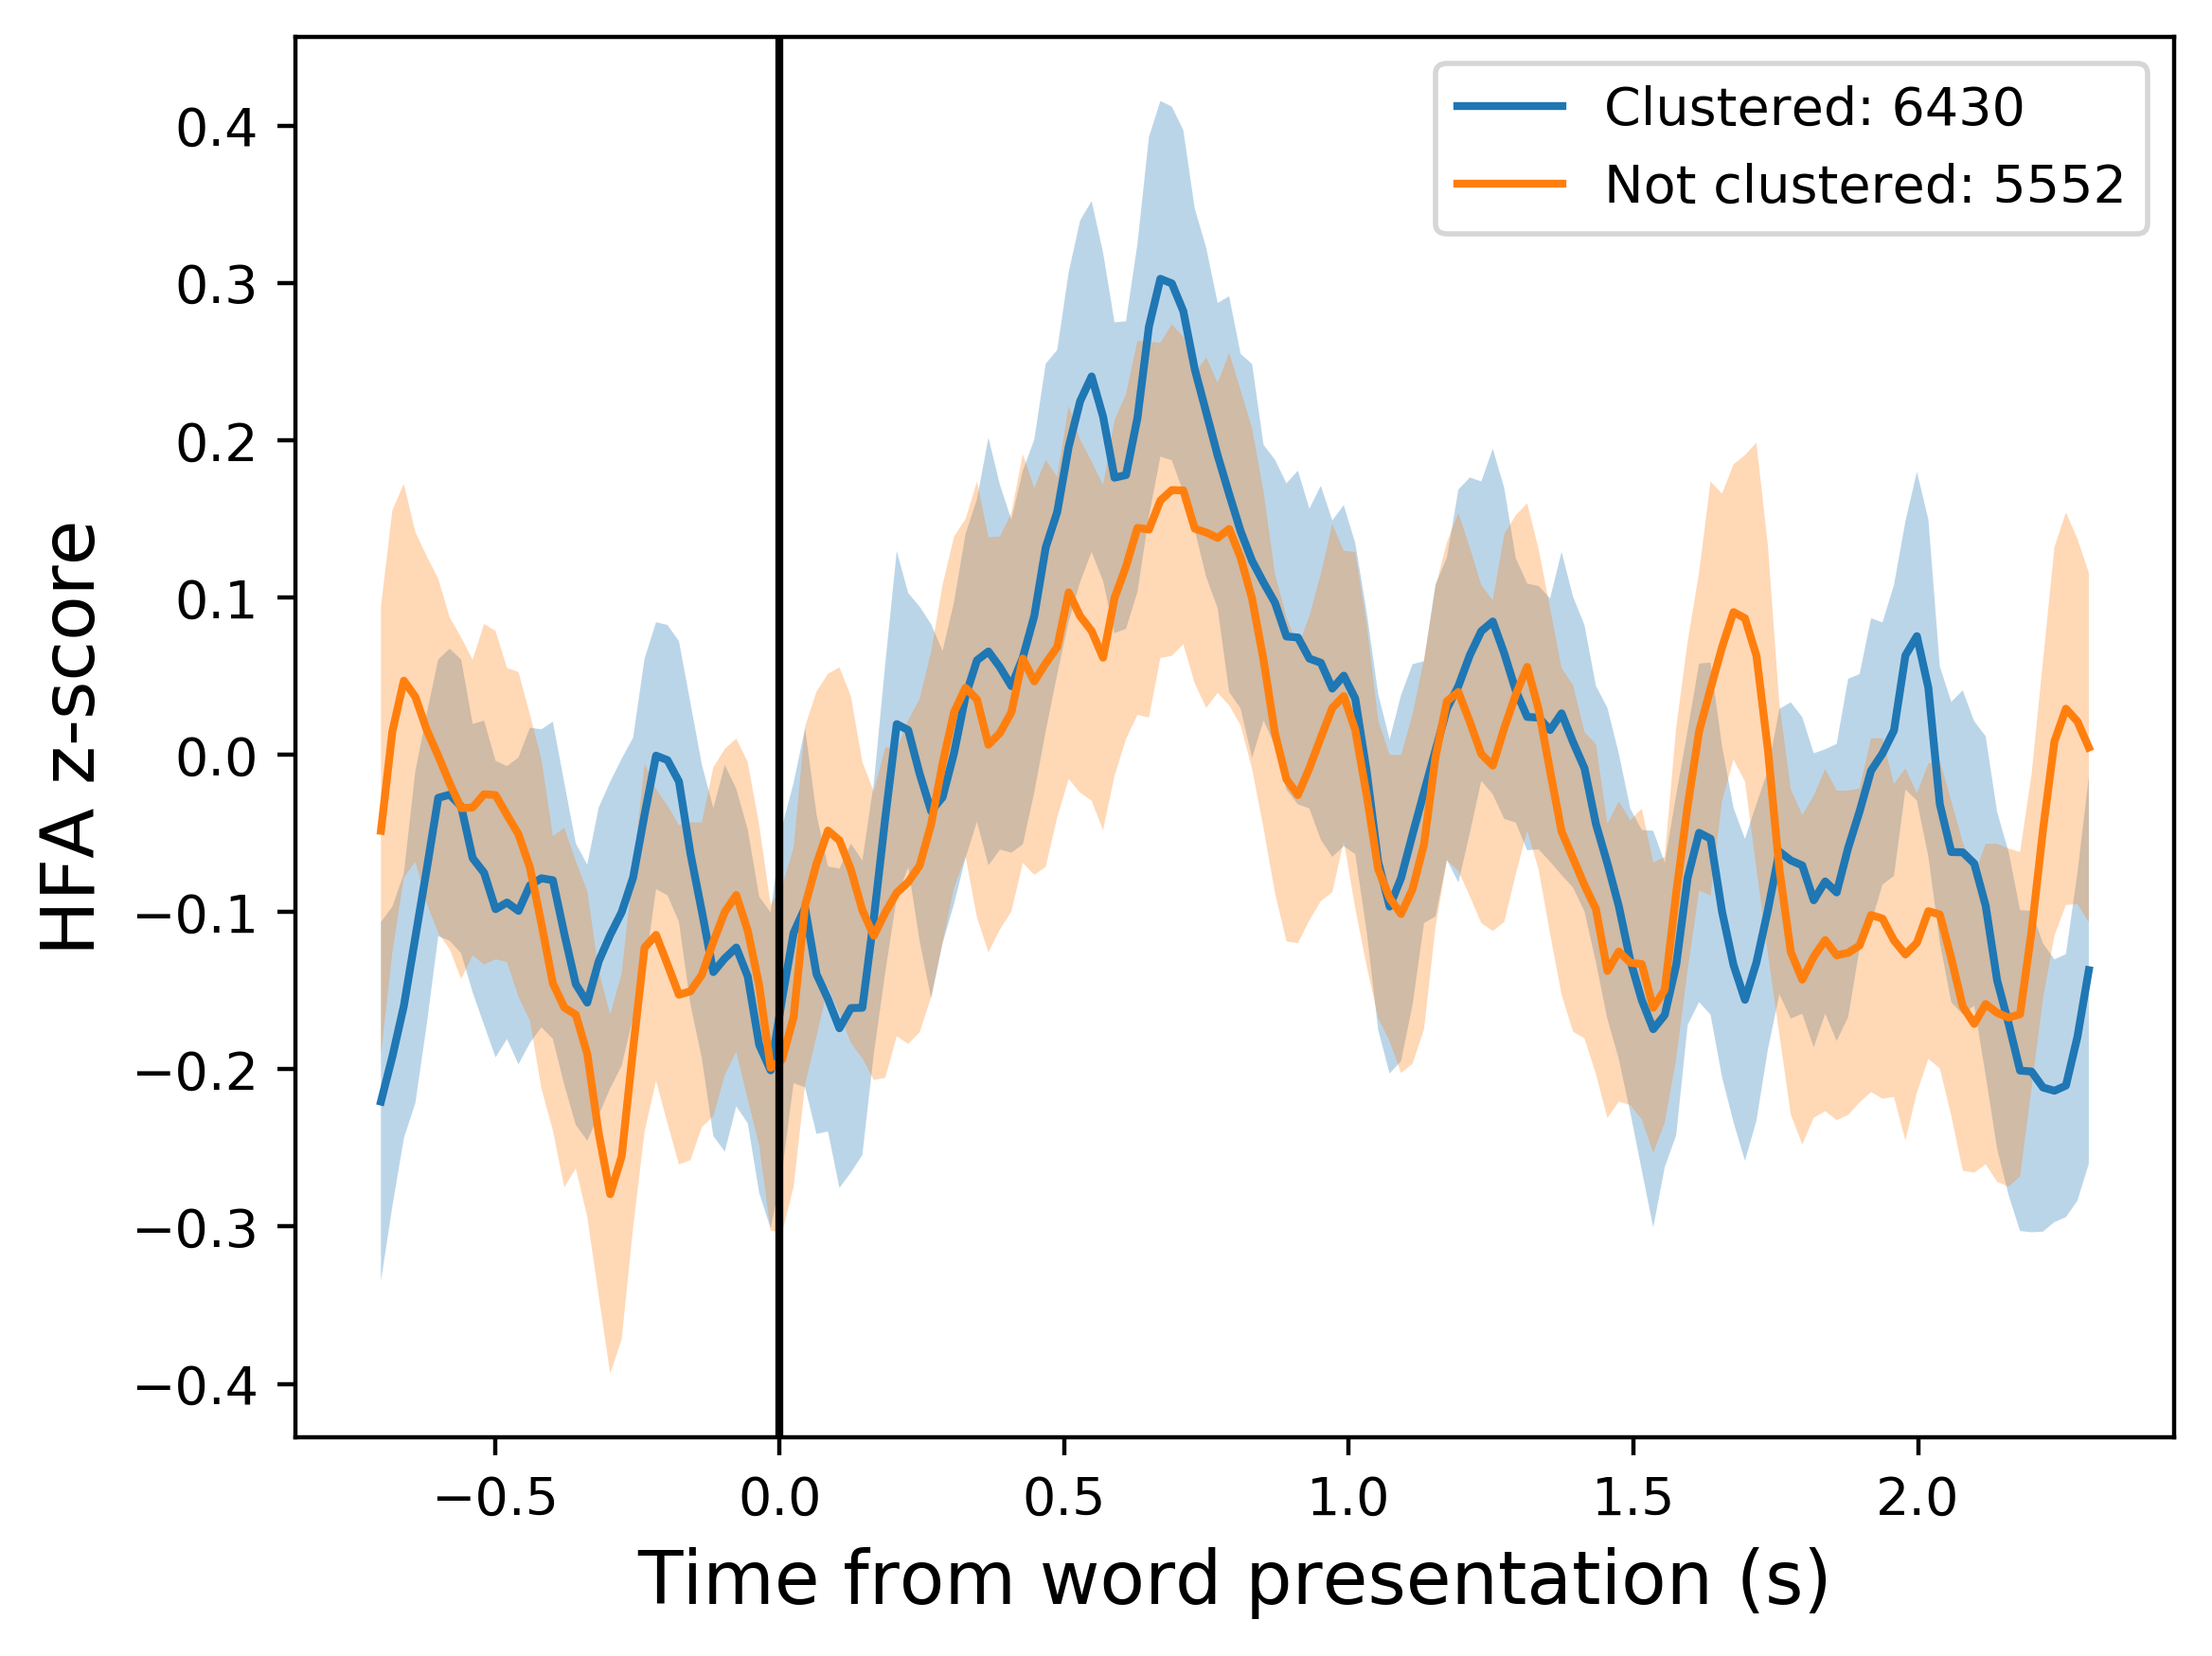 Clustered: 6430
Not clustered: 5552
HFA z-score
0.4
0.3
0.2
0.1
0.0
−0.1
−0.2
−0.3
−0.4
−0.5 0.0 0.5 1.0 1.5 2.0
Time from word presentation (s)